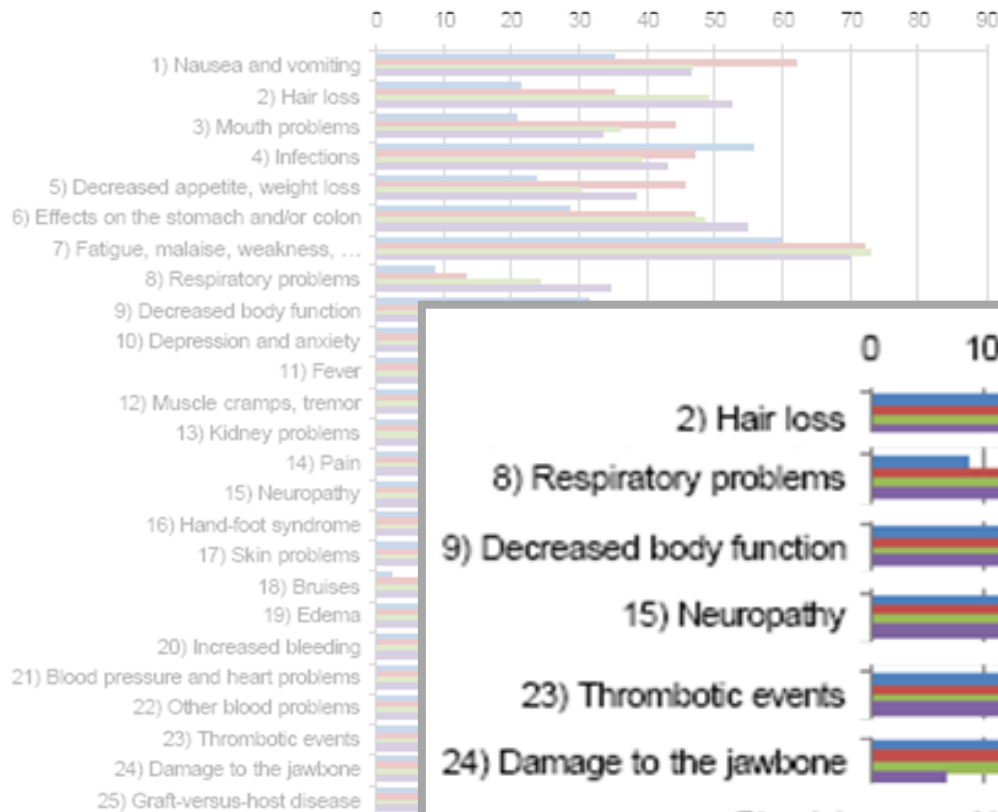 0 10 20 30 40 50 60 70 80 90
1) Nausea and vomiting
2) Hair loss
3) Mouth problems
4) Infections
5) Decreased appetite, weight loss
6) Effects on the stomach and/or colon
7) Fatigue, malaise, weakness, …
8) Respiratory problems
9) Decreased body function
10) Depression and anxiety
11) Fever
12) Muscle cramps, tremor
13) Kidney problems
14) Pain
15) Neuropathy
16) Hand-foot syndrome
17) Skin problems
18) Bruises
19) Edema
20) Increased bleeding
21) Blood pressure and heart problems
22) Other blood problems
23) Thrombotic events
24) Damage to the jawbone
25) Graft-versus-host disease
0 10
2) Hair loss
8) Respiratory problems
9) Decreased body function
15) Neuropathy
23) Thrombotic events
24) Damage to the jawbone